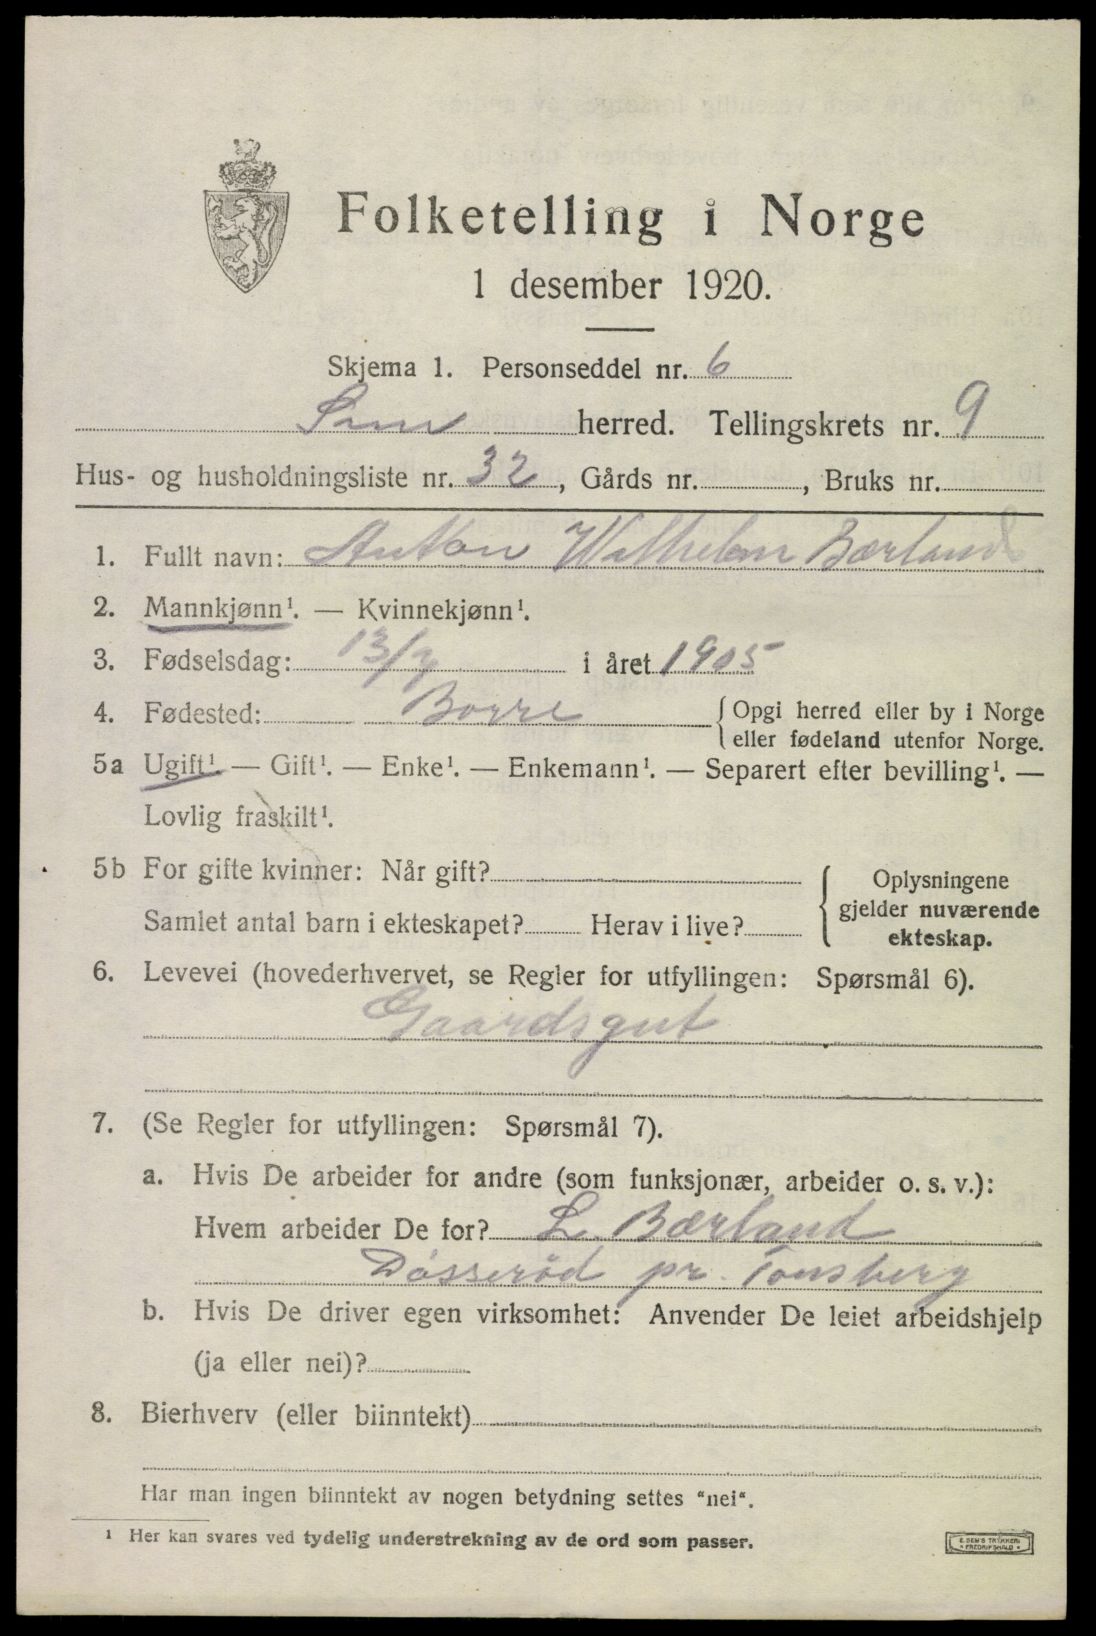 Folketelling i Norge
1 desember 1920.
Skjema 1. Personseddel nr. 6
Sem herred. Tellingskrets nr. 9
Hus- og husholdningsliste nr. 32, Gårds nr. , Bruks nr.
1. Fullt navn: Anton Wilhelm Bærland
2. Mannkjønn¹. — Kvinnekjønn¹.
3. Fødselsdag: 13/7 i året 1905
4. Fødested: Borre { Opgi herred eller by i Norge
eller fødeland utenfor Norge.
5a Ugift¹. — Gift¹. — Enke¹. — Enkemann¹. — Separert efter bevilling¹. —
Lovlig fraskilt¹.
5b For gifte kvinner: Når gift?
Samlet antal barn i ekteskapet? Herav i live?
{ Oplysningene
gjelder nuværende
ekteskap.
6. Levevei (hovederhvervet, se Regler for utfyllingen: Spørsmål 6).
Gaardsgut
7. (Se Regler for utfyllingen: Spørsmål 7).
a. Hvis De arbeider for andre (som funksjonær, arbeider o. s. v.):
Hvem arbeider De for? L. Bærland
Dåsseröd pr. Tønsberg
b. Hvis De driver egen virksomhet: Anvender De leiet arbeidshjelp
(ja eller nei)?
8. Bierhverv (eller biinntekt)
Har man ingen biinntekt av nogen betydning settes "nei".
¹ Her kan svares ved tydelig understrekning av de ord som passer.
E. SEM'S TRYKKERI
FREDRIKSHALD